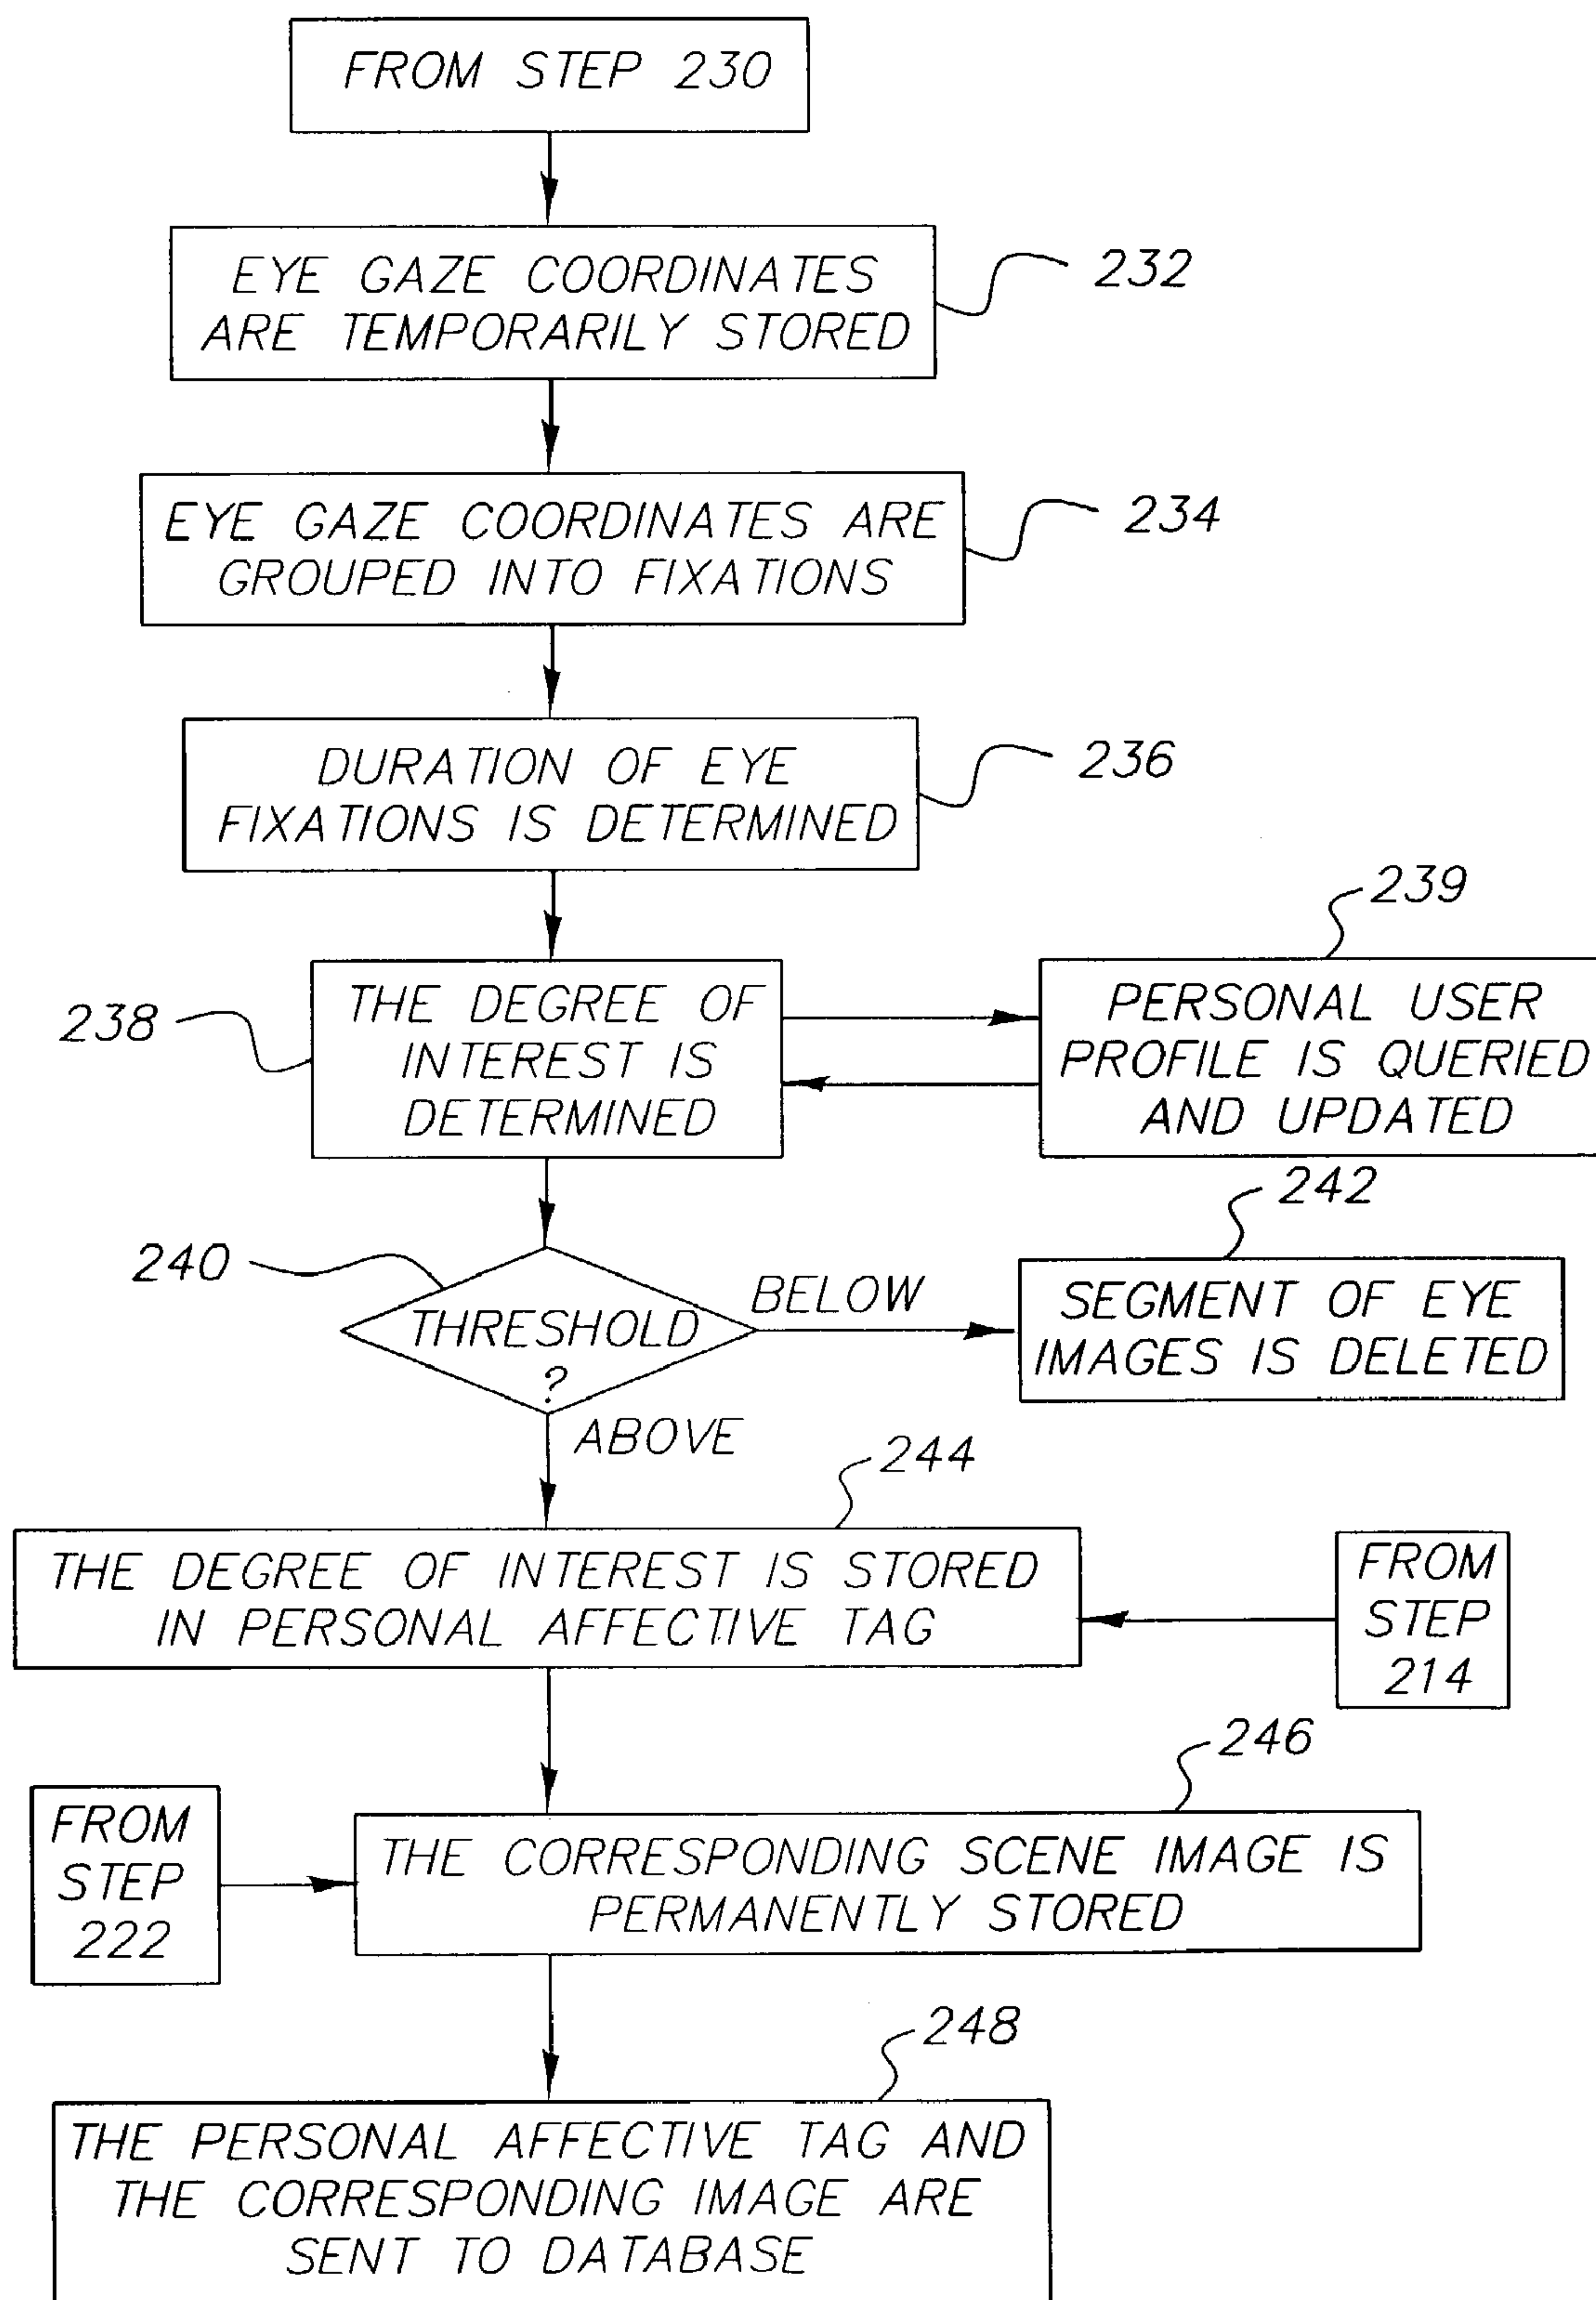 FROM STEP 230
EYE GAZE COORDINATES
ARE TEMPORARILY STORED
232
EYE GAZE COORDINATES ARE
GROUPED INTO FIXATIONS
234
DURATION OF EYE
FIXATIONS IS DETERMINED
236
239
238
THE DEGREE OF
INTEREST IS
DETERMINED
PERSONAL USER
PROFILE IS QUERIED
AND UPDATED
242
240
THRESHOLD
?
BELOW
SEGMENT OF EYE
IMAGES IS DELETED
ABOVE
244
THE DEGREE OF INTEREST IS STORED
IN PERSONAL AFFECTIVE TAG
FROM
STEP
214
246
FROM
STEP
222
THE CORRESPONDING SCENE IMAGE IS
PERMANENTLY STORED
248
THE PERSONAL AFFECTIVE TAG AND
THE CORRESPONDING IMAGE ARE
SENT TO DATABASE